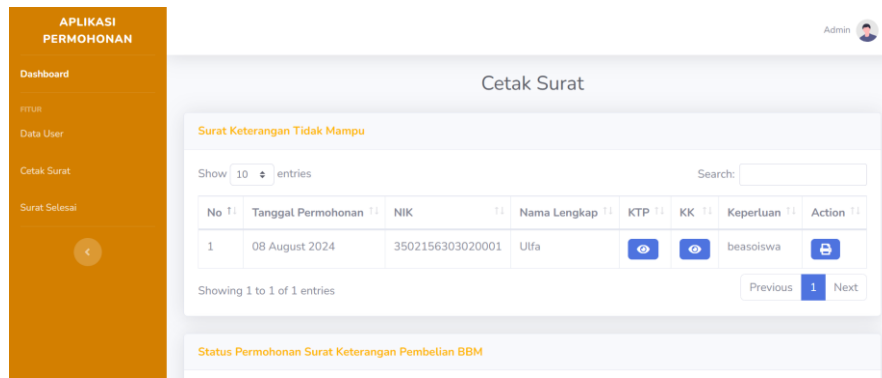 APLIKASI
PERMOHONAN
Admin
Dashboard
FITUR
Data User
Cetak Surat
Surat Selesai
Cetak Surat
Surat Keterangan Tidak Mampu
Show 10 entries
Search:
No Tanggal Permohonan NIK Nama Lengkap KTP KK Keperluan Action
1 08 August 2024 3502156303020001 Ulfa beasoiswa
Showing 1 to 1 of 1 entries
Previous 1 Next
Status Permohonan Surat Keterangan Pembelian BBM